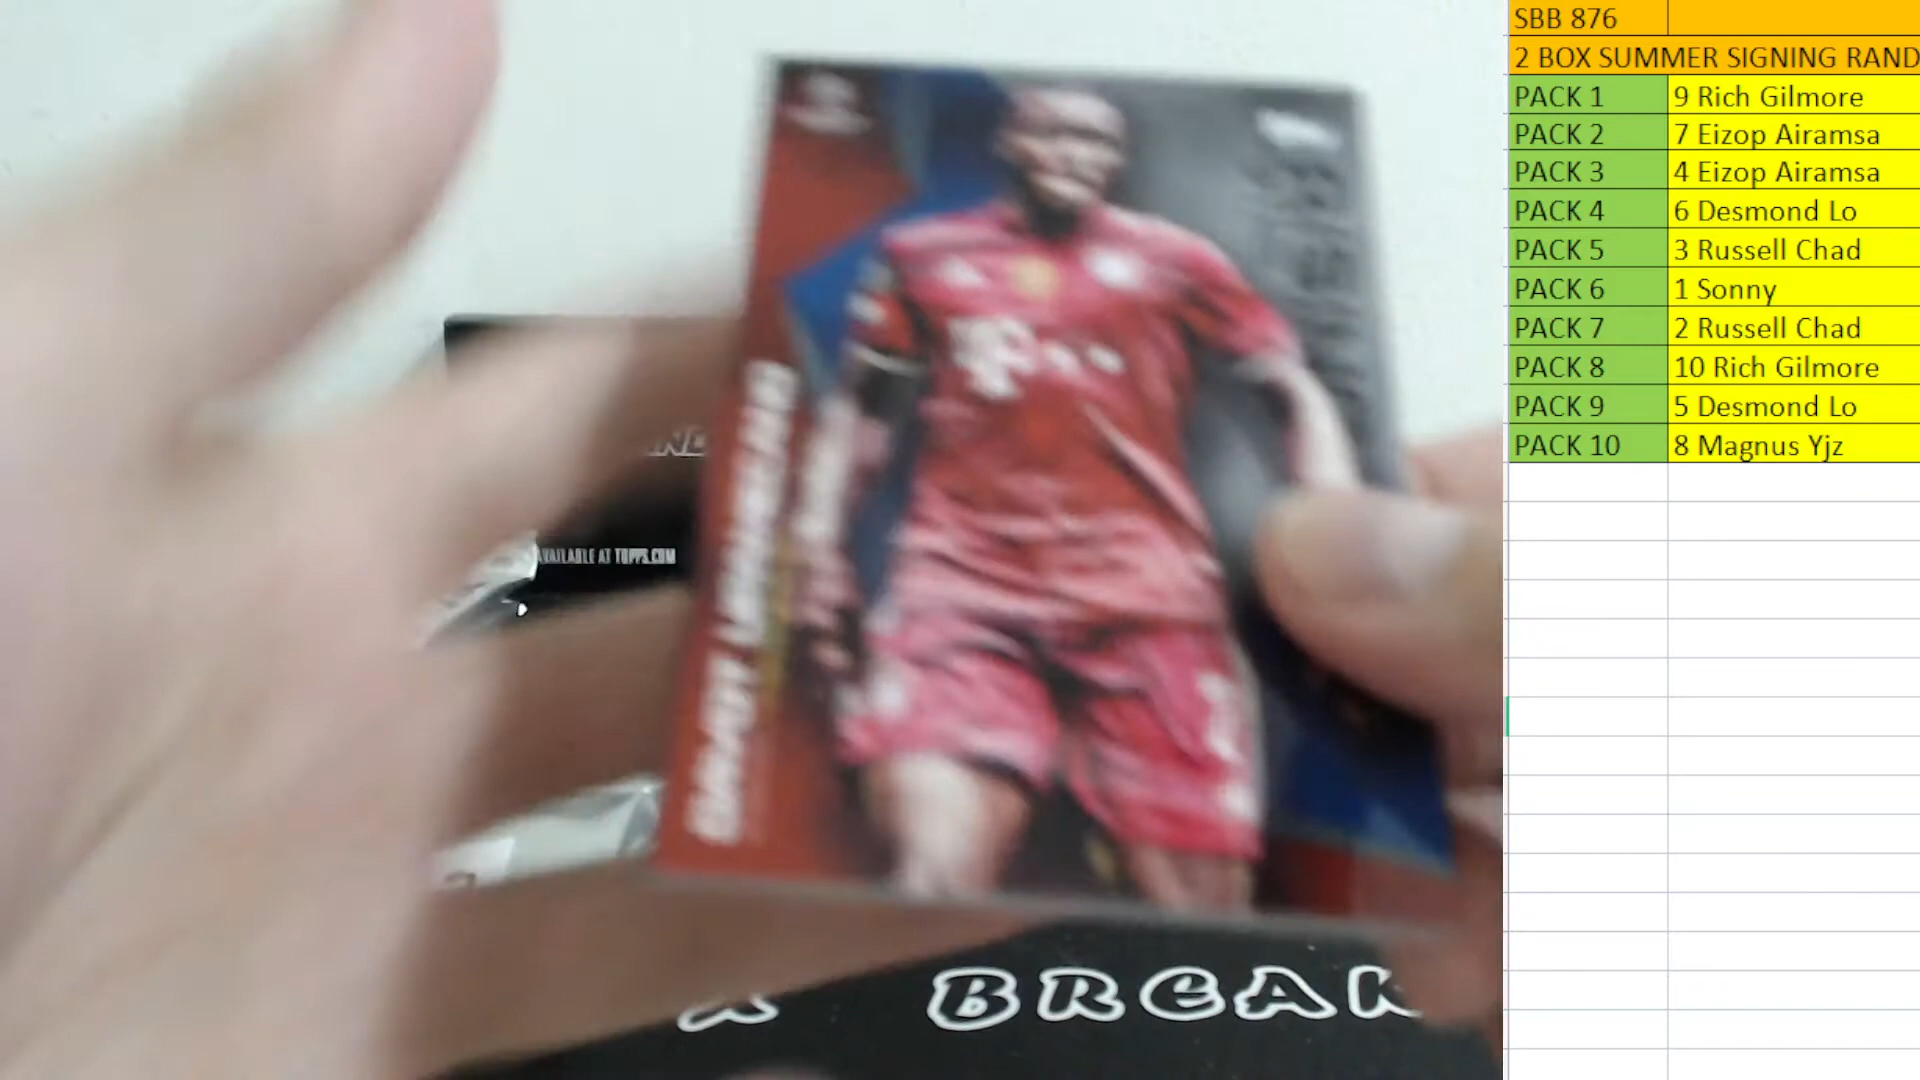 SBB 876
2 BOX SUMMER SIGNING RAND
PACK 1 9 Rich Gilmore
PACK 2 7 Eizop Airamsa
PACK 3 4 Eizop Airamsa
PACK 4 6 Desmond Lo
PACK 5 3 Russell Chad
PACK 6 1 Sonny
PACK 7 2 Russell Chad
PACK 8 10 Rich Gilmore
PACK 9 5 Desmond Lo
PACK 10 8 Magnus Yjz
AVAILABLE AT TOPPS.COM
X BREAK